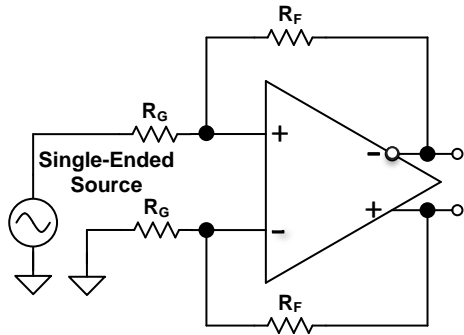 R_F
R_G
+
-
Single-Ended
Source
+
R_G
-
R_F